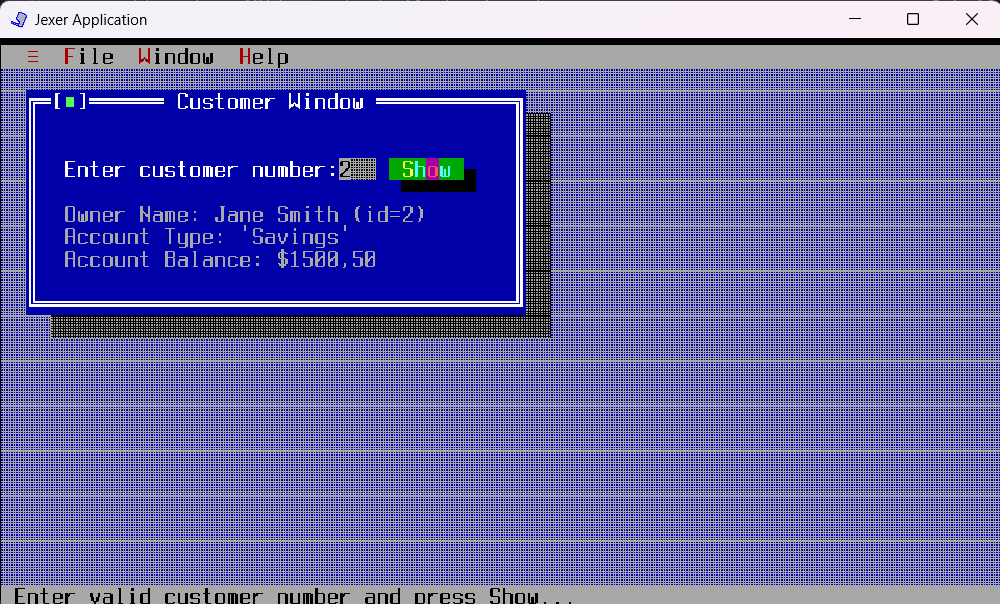 Jexer Application
≡ File Window Help
Customer Window
Enter customer number:2 Show
Owner Name: Jane Smith (id=2)
Account Type: 'Savings'
Account Balance: $1500,50
Enter valid customer number and press Show...